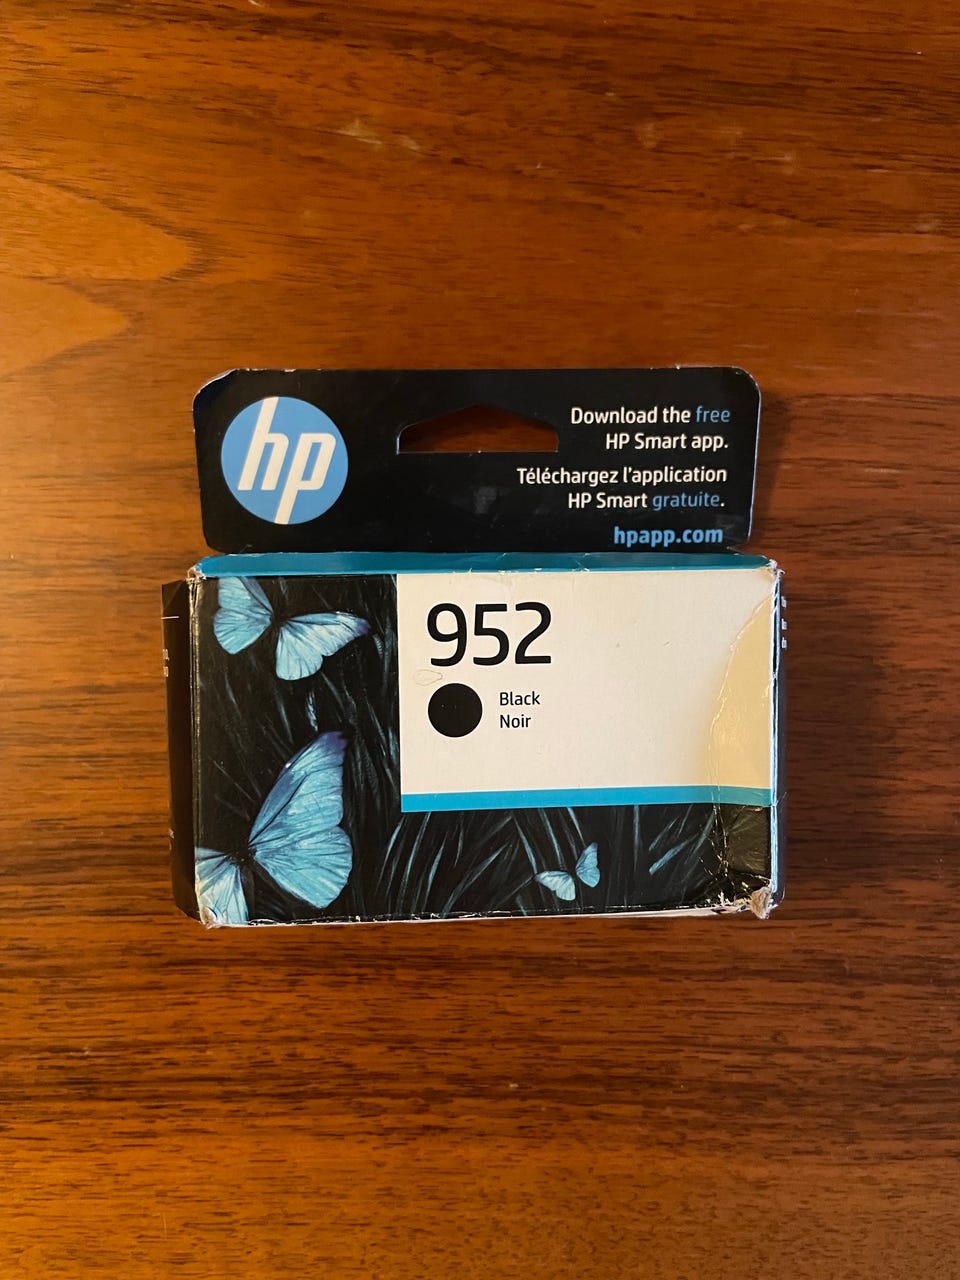 hp
Download the free
HP Smart app.
Téléchargez l'application
HP Smart gratuite.
hpapp.com
952
Black
Noir